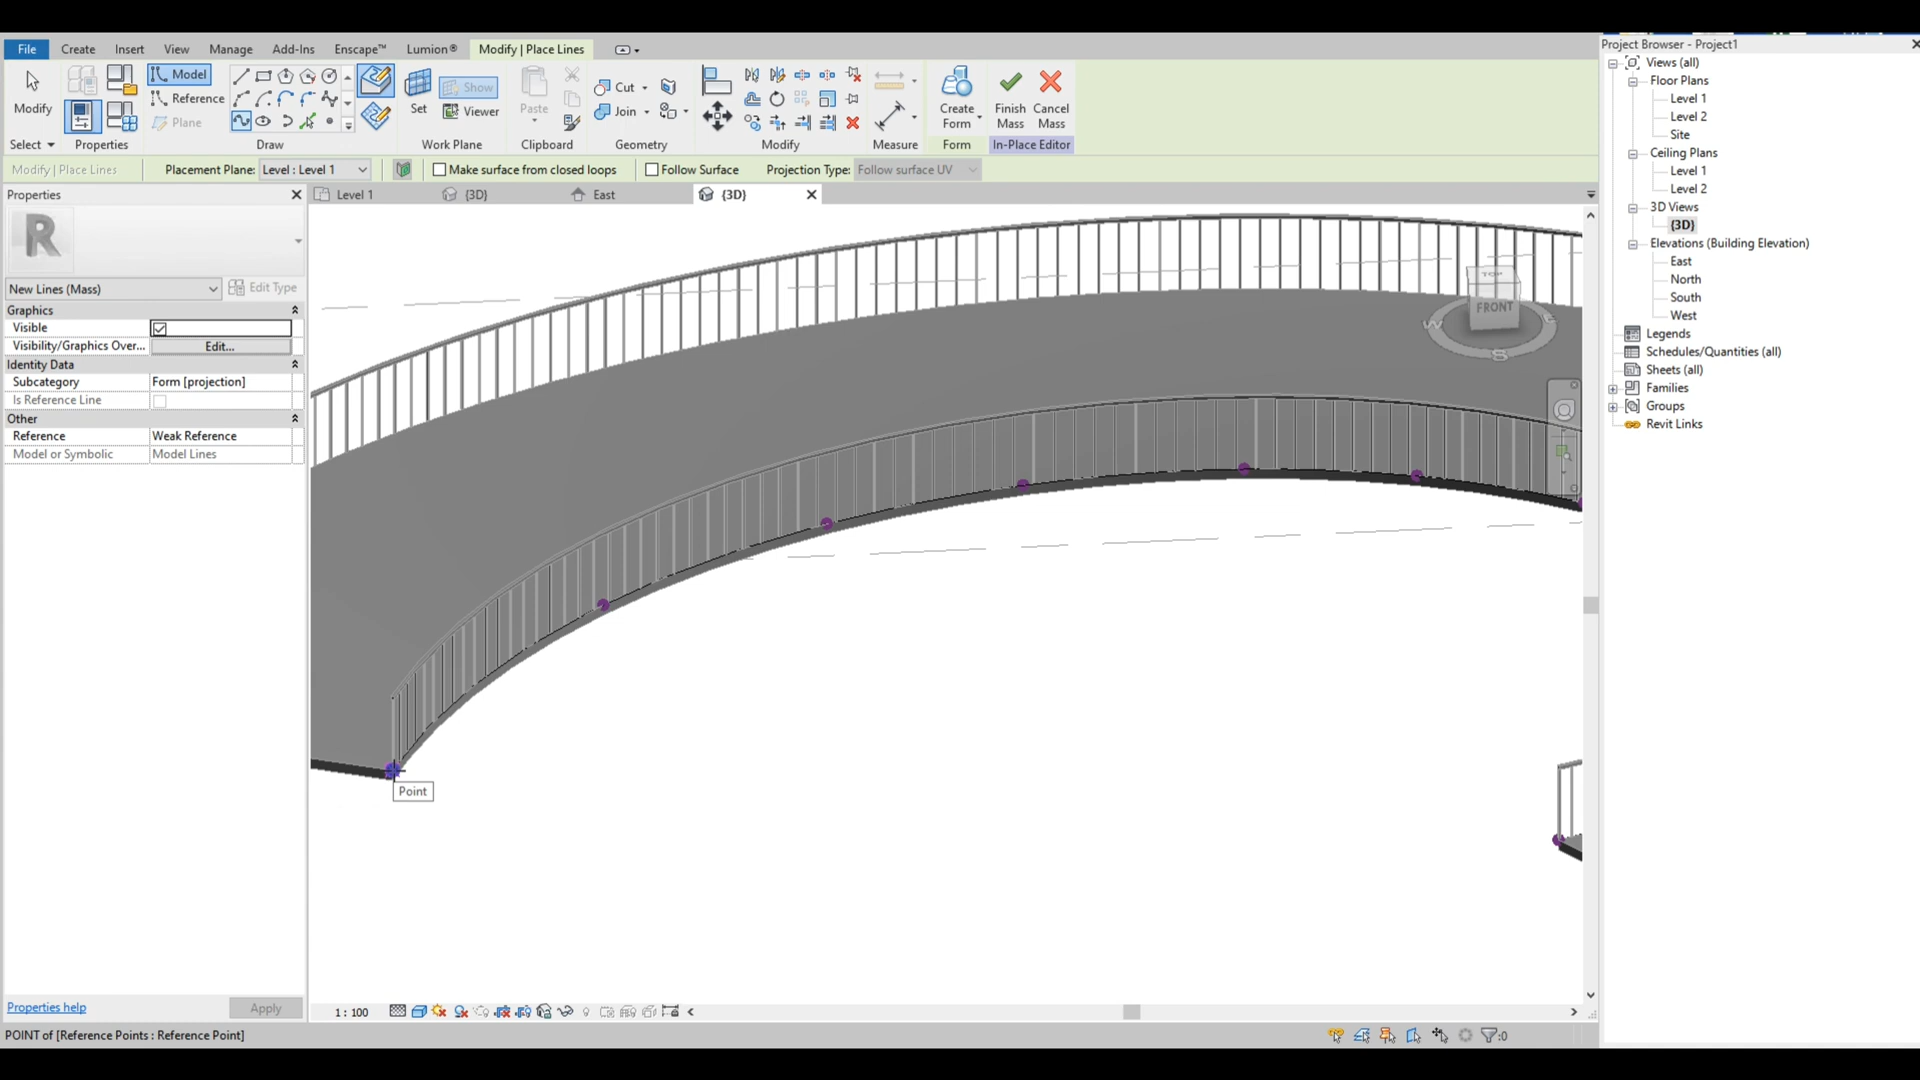 File Create Insert View Manage Add-Ins Enscape™ Lumion® Modify | Place Lines
Modify
Model
Reference
Plane
Set
Show
Viewer
Paste
Cut
Join
Create
Form
Finish
Mass
Cancel
Mass
Select Properties Draw Work Plane Clipboard Geometry Modify Measure Form In-Place Editor
Modify | Place Lines Placement Plane: Level : Level 1 Make surface from closed loops Follow Surface Projection Type: Follow surface UV
Properties
R
New Lines (Mass) Edit Type
Graphics
Visible
Visibility/Graphics Over... Edit...
Identity Data
Subcategory Form [projection]
Is Reference Line
Other
Reference Weak Reference
Model or Symbolic Model Lines
Properties help Apply
Level 1 {3D} East {3D}
TOP
FRONT
W
S
Point
1 : 100
POINT of [Reference Points : Reference Point]
:0
Project Browser - Project1
Views (all)
Floor Plans
Level 1
Level 2
Site
Ceiling Plans
Level 1
Level 2
3D Views
{3D}
Elevations (Building Elevation)
East
North
South
West
Legends
Schedules/Quantities (all)
Sheets (all)
Families
Groups
Revit Links